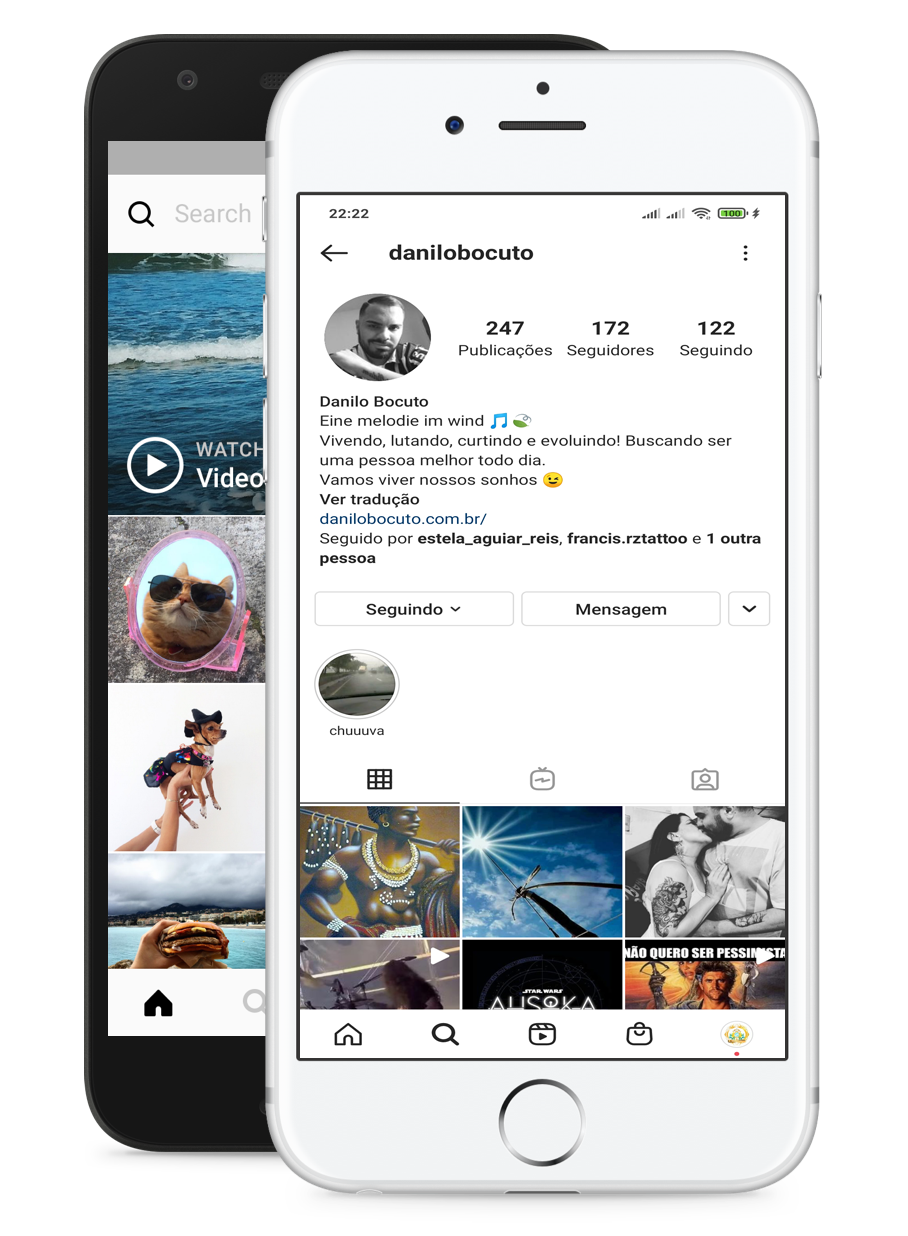 Search
WATCH
Video
22:22
100
danilobocuto
247
172
122
Publicações
Seguidores
Seguindo
Danilo Bocuto
Eine melodie im wind
Vivendo, lutando, curtindo e evoluindo! Buscando ser
uma pessoa melhor todo dia.
Vamos viver nossos sonhos
Ver tradução
danilobocuto.com.br/
Seguido por estela_aguiar_reis, francis.rztattoo e 1 outra
pessoa
Seguindo
Mensagem
chuuuva
STAR WARS
AHSOKA
NÃO QUERO SER PESSIMISTA